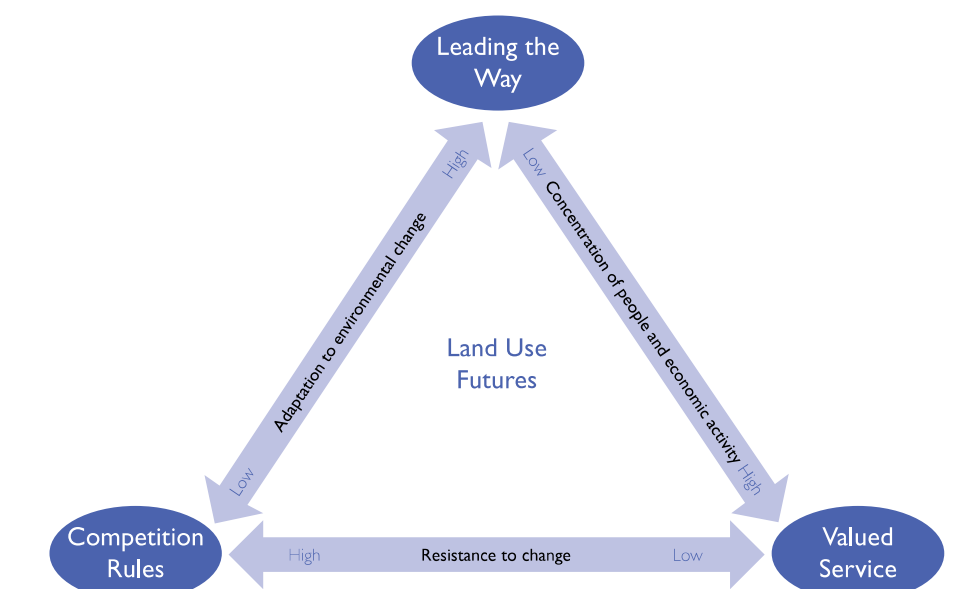 Leading the
Way
High
Low
Adaptation to environmental change
Concentration of people and economic activity
Land Use
Futures
Low
High
Competition
Rules
High
Resistance to change
Low
Valued
Service